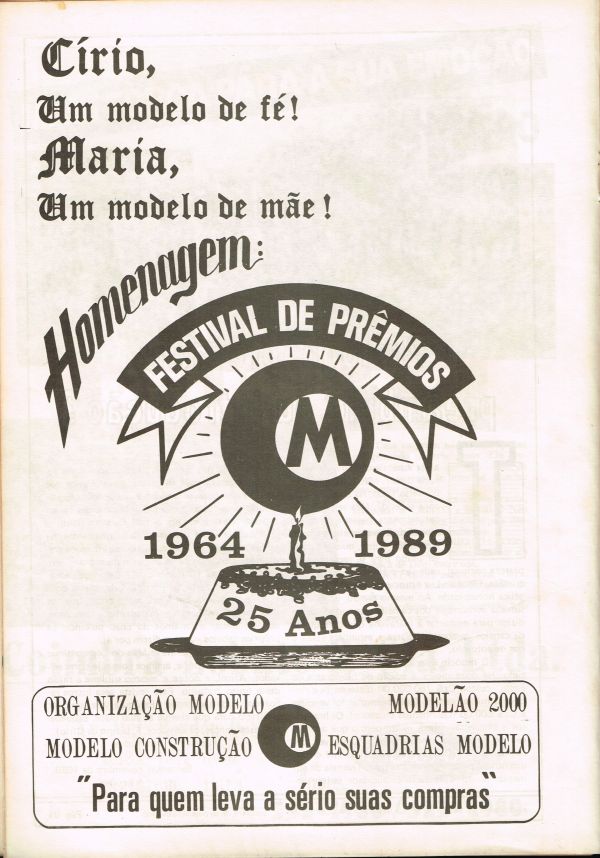 Círio,
Um modelo de fé!
Maria,
Um modelo de mãe!
Homenagem:
FESTIVAL DE PRÊMIOS
M
1964 1989
25 Anos
ORGANIZAÇÃO MODELO MODELÃO 2000
M
MODELO CONSTRUÇÃO ESQUADRIAS MODELO
"Para quem leva a sério suas compras"